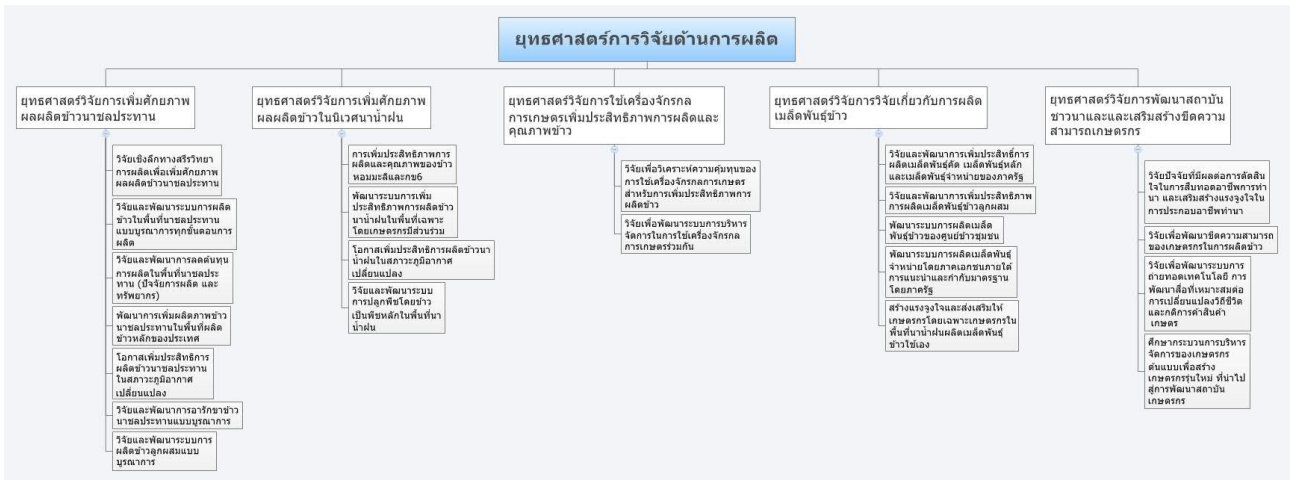 ยุทธศาสตร์การวิจัยด้านการผลิต
ยุทธศาสตร์วิจัยการเพิ่มศักยภาพ
ผลผลิตข้าวนาชลประทาน
วิจัยเชิงลึกทางสรีรวิทยา
การผลิตเพื่อเพิ่มศักยภาพ
ผลผลิตข้าวนาชลประทาน
วิจัยและพัฒนาระบบการผลิต
ข้าวในพื้นที่นาชลประทาน
แบบบูรณาการทุกขั้นตอนการ
ผลิต
วิจัยและพัฒนาการลดต้นทุน
การผลิตในพื้นที่นาชลประ
ทาน (ปัจจัยการผลิต และ
ทรัพยากร)
พัฒนาการเพิ่มผลิตภาพข้าว
นาชลประทานในพื้นที่ผลิต
ข้าวหลักของประเทศ
โอกาสเพิ่มประสิทธิการ
ผลิตข้าวนาชลประทาน
ในสภาวะภูมิอากาศ
เปลี่ยนแปลง
วิจัยและพัฒนาการอารักขาข้าว
นาชลประทานแบบบูรณาการ
วิจัยและพัฒนาระบบการ
ผลิตข้าวลูกผสมแบบ
บูรณาการ
ยุทธศาสตร์วิจัยการเพิ่มศักยภาพ
ผลผลิตข้าวในนิเวศนาน้ำฝน
การเพิ่มประสิทธิภาพการ
ผลิตและคุณภาพของข้าว
หอมมะลิและกข6
พัฒนาระบบการเพิ่ม
ประสิทธิภาพการผลิตข้าว
นาน้ำฝนในพื้นที่เฉพาะ
โดยเกษตรกรมีส่วนร่วม
โอกาสเพิ่มประสิทธิการผลิตข้าวนา
น้ำฝนในสภาวะภูมิอากาศ
เปลี่ยนแปลง
วิจัยและพัฒนาระบบ
การปลูกพืชโดยข้าว
เป็นพืชหลักในพื้นที่นา
น้ำฝน
ยุทธศาสตร์วิจัยการใช้เครื่องจักรกล
การเกษตรเพิ่มประสิทธิภาพการผลิตและ
คุณภาพข้าว
วิจัยเพื่อวิเคราะห์ความคุ้มทุนของ
การใช้เครื่องจักรกลการเกษตร
สำหรับการเพิ่มประสิทธิภาพการ
ผลิตข้าว
วิจัยเพื่อพัฒนาระบบการบริหาร
จัดการในการใช้เครื่องจักรกล
การเกษตรร่วมกัน
ยุทธศาสตร์วิจัยการวิจัยเกี่ยวกับการผลิต
เมล็ดพันธุ์ข้าว
วิจัยและพัฒนาการเพิ่มประสิทธิ์การ
ผลิตเมล็ดพันธุ์คัด เมล็ดพันธุ์หลัก
และเมล็ดพันธุ์จำหน่ายของภาครัฐ
วิจัยและพัฒนาการเพิ่มประสิทธิภาพ
การผลิตเมล็ดพันธุ์ข้าวลูกผสม
พัฒนาระบบการผลิตเมล็ด
พันธุ์ข้าวของศูนย์ข้าวชุมชน
พัฒนาระบบการผลิตเมล็ดพันธุ์
จำหน่ายโดยภาคเอกชนภายใต้
การแนะนำและกำกับมาตรฐาน
โดยภาครัฐ
สร้างแรงจูงใจและส่งเสริมให้
เกษตรกรโดยเฉพาะเกษตรกรใน
พื้นที่นาน้ำฝนผลิตเมล็ดพันธุ์
ข้าวใช้เอง
ยุทธศาสตร์วิจัยการพัฒนาสถาบัน
ชาวนาและและเสริมสร้างขีดความ
สามารถเกษตรกร
วิจัยปัจจัยที่มีผลต่อการตัดสิน
ใจในการสืบทอดอาชีพการทำ
นา และเสริมสร้างแรงจูงใจใน
การประกอบอาชีพทำนา
วิจัยเพื่อพัฒนาขีดความสามารถ
ของเกษตรกรในการผลิตข้าว
วิจัยเพื่อพัฒนาระบบการ
ถ่ายทอดเทคโนโลยี การ
พัฒนาสื่อที่เหมาะสมต่อ
การเปลี่ยนแปลงวิถีชีวิต
และกติการค้าสินค้า
เกษตร
ศึกษากระบวนการบริหาร
จัดการของเกษตรกร
ต้นแบบเพื่อสร้าง
เกษตรกรรุ่นใหม่ ที่นำไป
สู่การพัฒนาสถาบัน
เกษตรกร